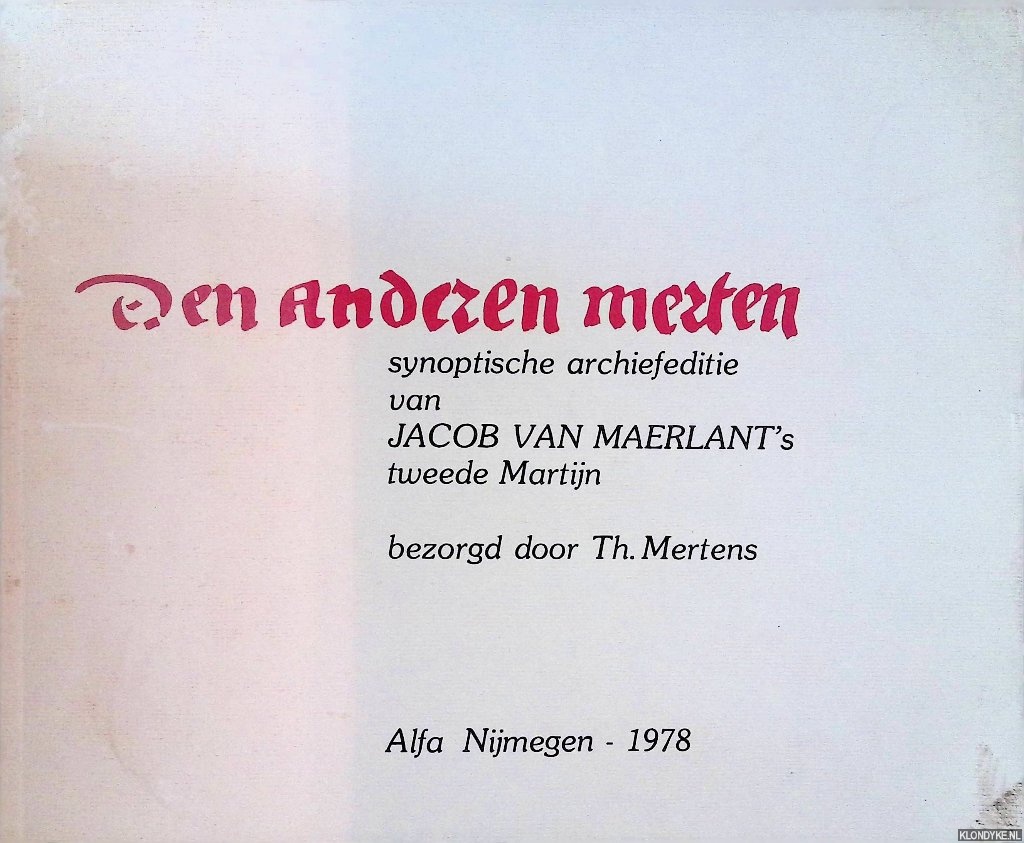 Den anderen merten
synoptische archiefeditie
van
JACOB VAN MAERLANT's
tweede Martijn
bezorgd door Th. Mertens
Alfa Nijmegen - 1978
KLONDYKE.NL